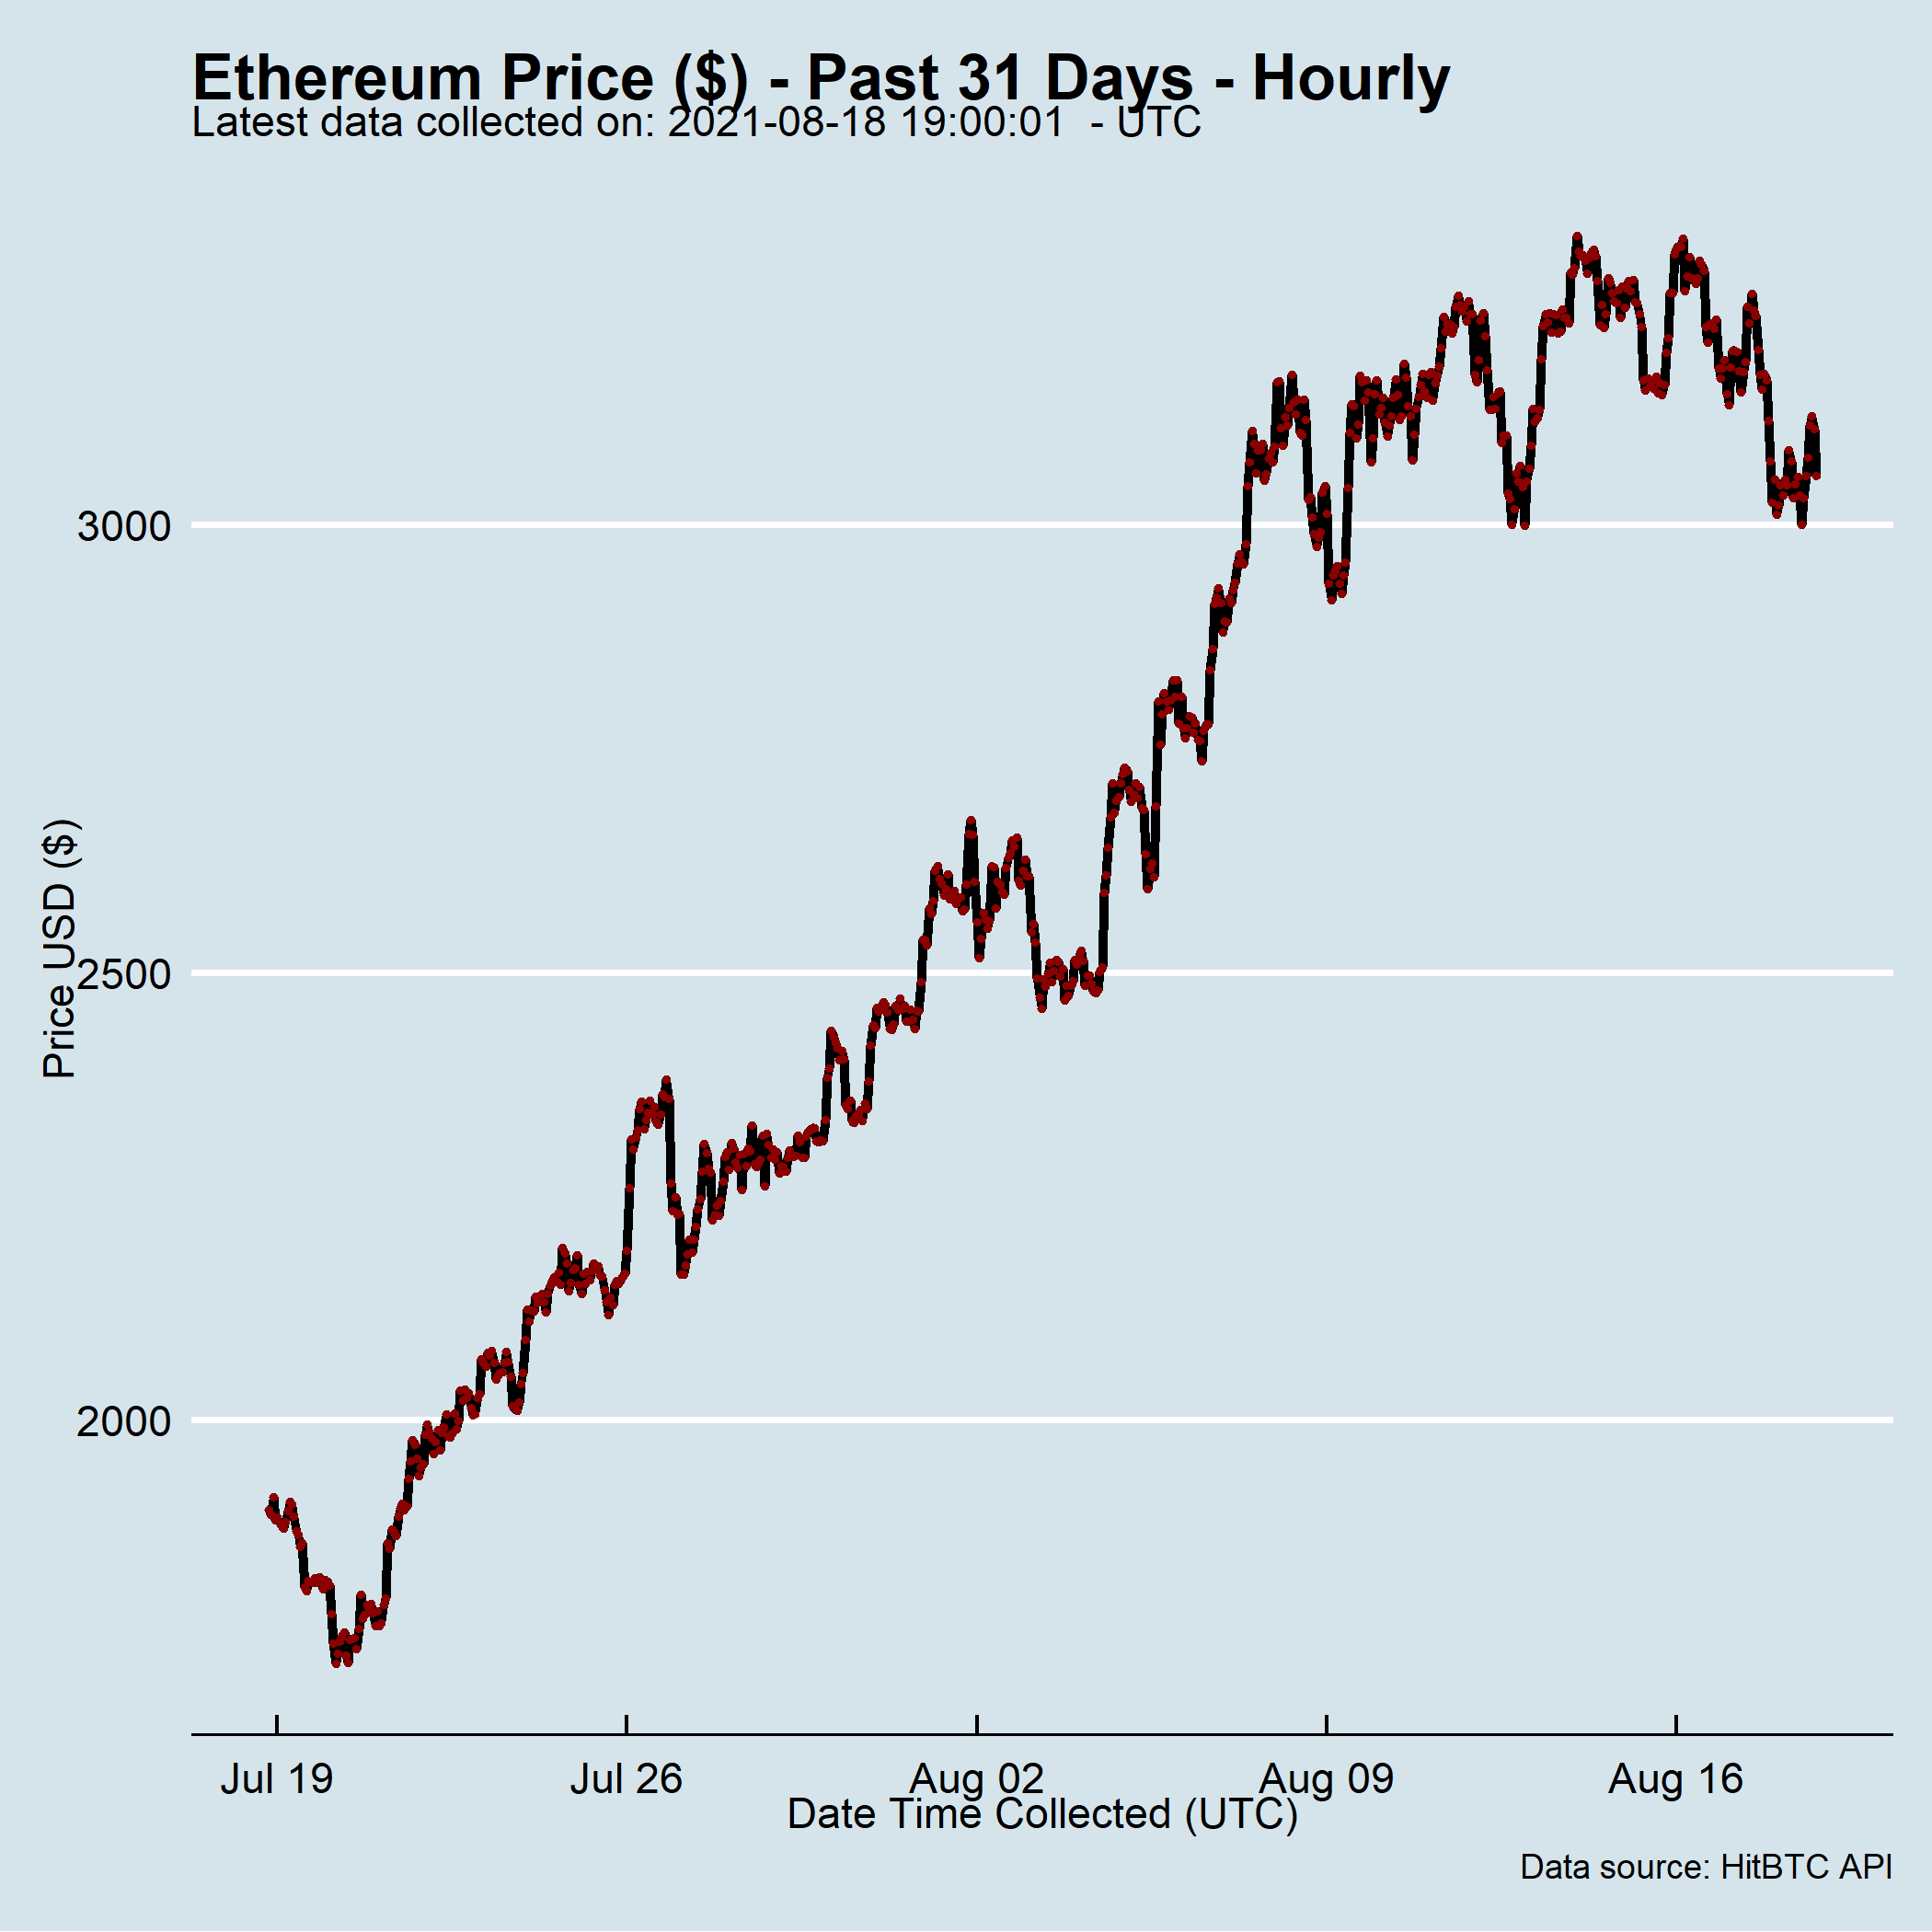 Ethereum Price ($) - Past 31 Days - Hourly
Latest data collected on: 2021-08-18 19:00:01  - UTC
Price USD ($)
3000
2500
2000
Jul 19
Jul 26
Aug 02
Aug 09
Aug 16
Date Time Collected (UTC)
Data source: HitBTC API